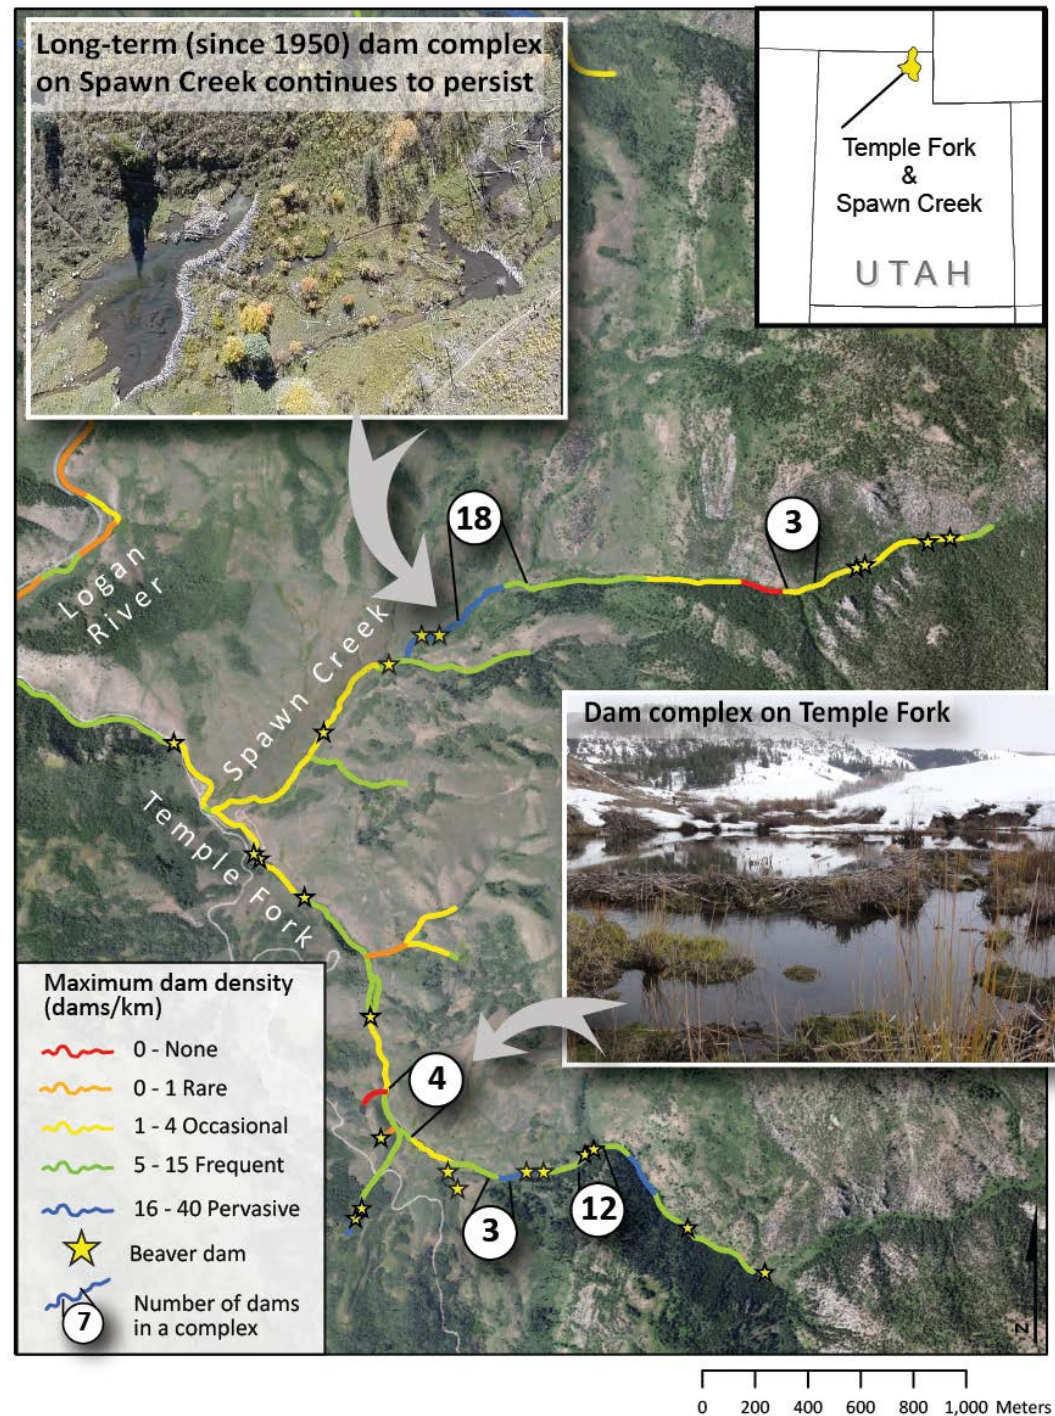 Long-term (since 1950) dam complex
on Spawn Creek continues to persist
Temple Fork
&
Spawn Creek
UTAH
18
3
Logan
River
Spawn Creek
Temple Fork
Dam complex on Temple Fork
4
3
12
Maximum dam density
(dams/km)
0 - None
0 - 1 Rare
1 - 4 Occasional
5 - 15 Frequent
16 - 40 Pervasive
Beaver dam
7
Number of dams
in a complex
N
0 200 400 600 800 1,000 Meters